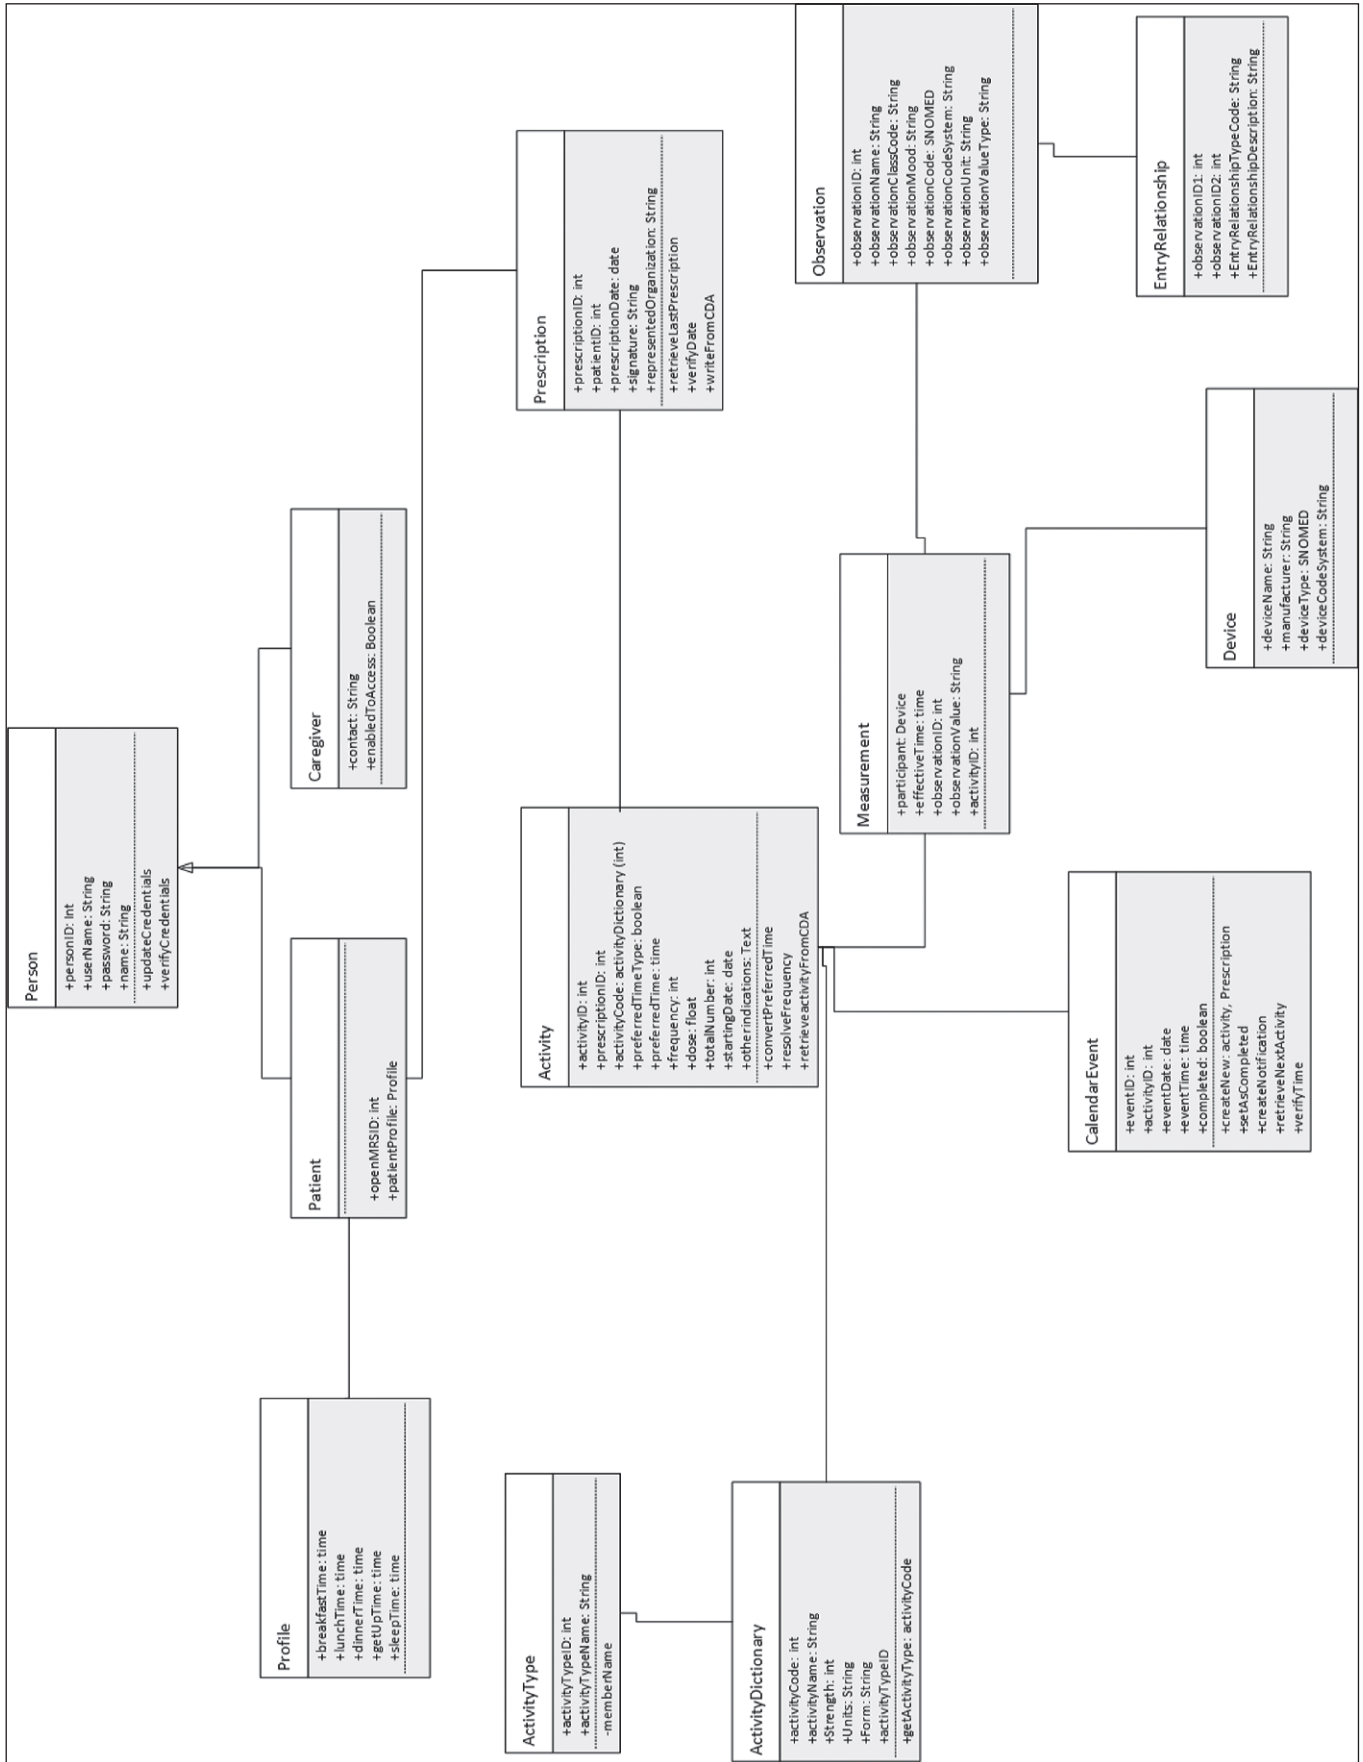 Person
+personID: Int
+userName: String
+password: String
+name: String
+updateCredentials
+verifyCredentials
Profile
+breakfastTime: time
+lunchTime: time
+dinnerTime: time
+getUpTime: time
+sleepTime: time
Patient
+openMRSID: int
+patientProfile: Profile
Caregiver
+contact: String
+enabledToAccess: Boolean
ActivityType
+activityTypeID: int
+activityTypeName: String
-memberName
Activity
+activityID: int
+prescriptionID: int
+activityCode: activityDictionary (int)
+preferredTimeType: boolean
+preferredTime: time
+frequency: int
+dose: float
+totalNumber: int
+startingDate: date
+otherindications: Text
+convertPreferredTime
+resolveFrequency
+retrieveactivityFromCDA
Prescription
+prescriptionID: int
+patientID: int
+prescriptionDate: date
+signature: String
+representedOrganization: String
+retrieveLastPrescription
+verifyDate
+writeFromCDA
ActivityDictionary
+activityCode: int
+activityName: String
+Strength: int
+Units: String
+Form: String
+activityTypeID
+getActivityType: activityCode
Measurement
+participant: Device
+effectiveTime: time
+observationID: int
+observationValue: String
+activityID: int
Observation
+observationID: int
+observationName: String
+observationClassCode: String
+observationMood: String
+observationCode: SNOMED
+observationCodeSystem: String
+observationUnit: String
+observationValueType: String
CalendarEvent
+eventID: int
+activityID: int
+eventDate: date
+eventTime: time
+completed: boolean
+createNew: activity, Prescription
+setAsCompleted
+createNotification
+retrieveNextActivity
+verifyTime
Device
+deviceName: String
+manufacturer: String
+deviceType: SNOMED
+deviceCodeSystem: String
EntryRelationship
+observationID1: int
+observationID2: int
+EntryRelationshipTypeCode: String
+EntryRelationshipDescription: String